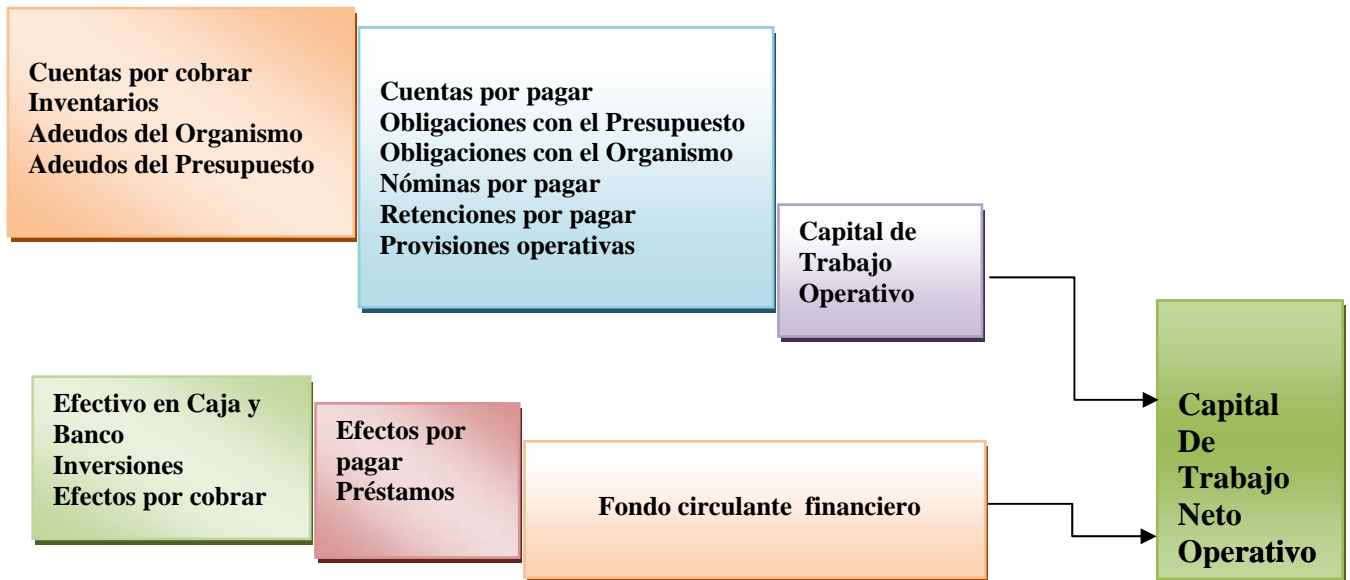 Cuentas por cobrar
Inventarios
Adeudos del Organismo
Adeudos del Presupuesto
Cuentas por pagar
Obligaciones con el Presupuesto
Obligaciones con el Organismo
Nóminas por pagar
Retenciones por pagar
Provisiones operativas
Capital de
Trabajo
Operativo
Efectivo en Caja y
Banco
Inversiones
Efectos por cobrar
Efectos por
pagar
Préstamos
Fondo circulante financiero
Capital
De
Trabajo
Neto
Operativo